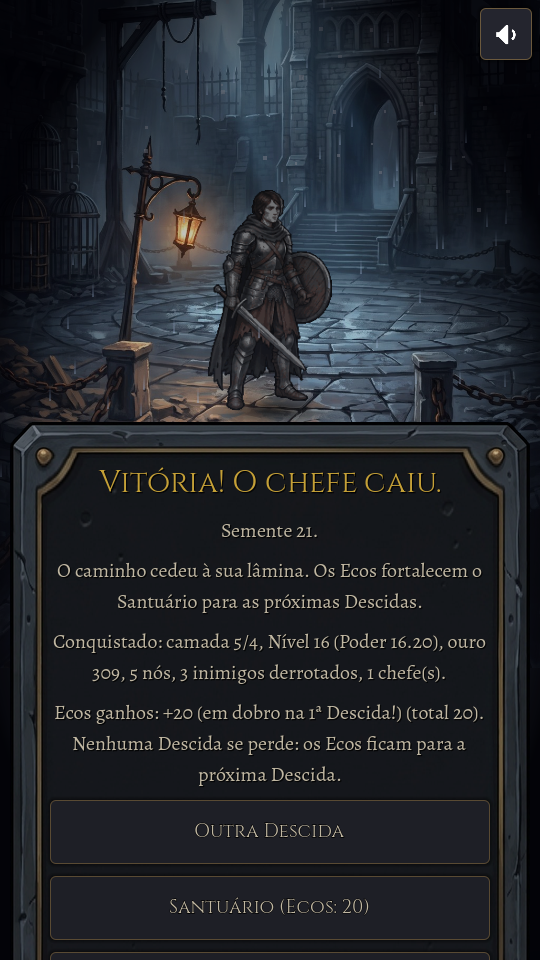 Vitória! O chefe caiu.
Semente 21.
O caminho cedeu à sua lâmina. Os Ecos fortalecem o
Santuário para as próximas Descidas.
Conquistado: camada 5/4, Nível 16 (Poder 16.20), ouro
309, 5 nós, 3 inimigos derrotados, 1 chefe(s).
Ecos ganhos: +20 (em dobro na 1ª Descida!) (total 20).
Nenhuma Descida se perde: os Ecos ficam para a
próxima Descida.
Outra Descida
Santuário (Ecos: 20)